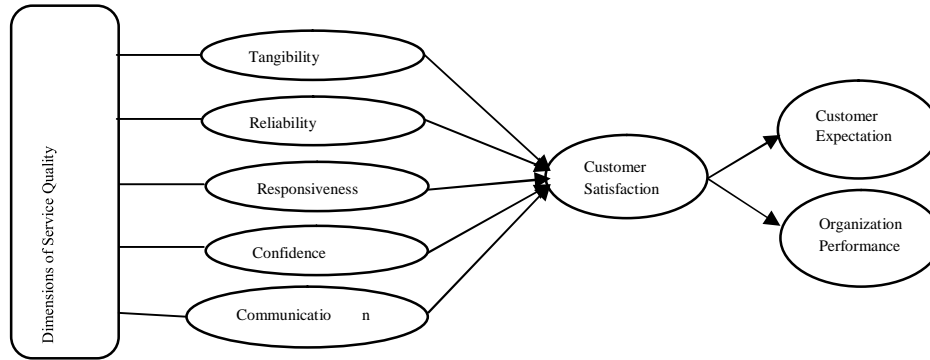 Dimensions of Service Quality
Tangibility
Reliability
Responsiveness
Confidence
Communicatio n
Customer
Satisfaction
Customer
Expectation
Organization
Performance